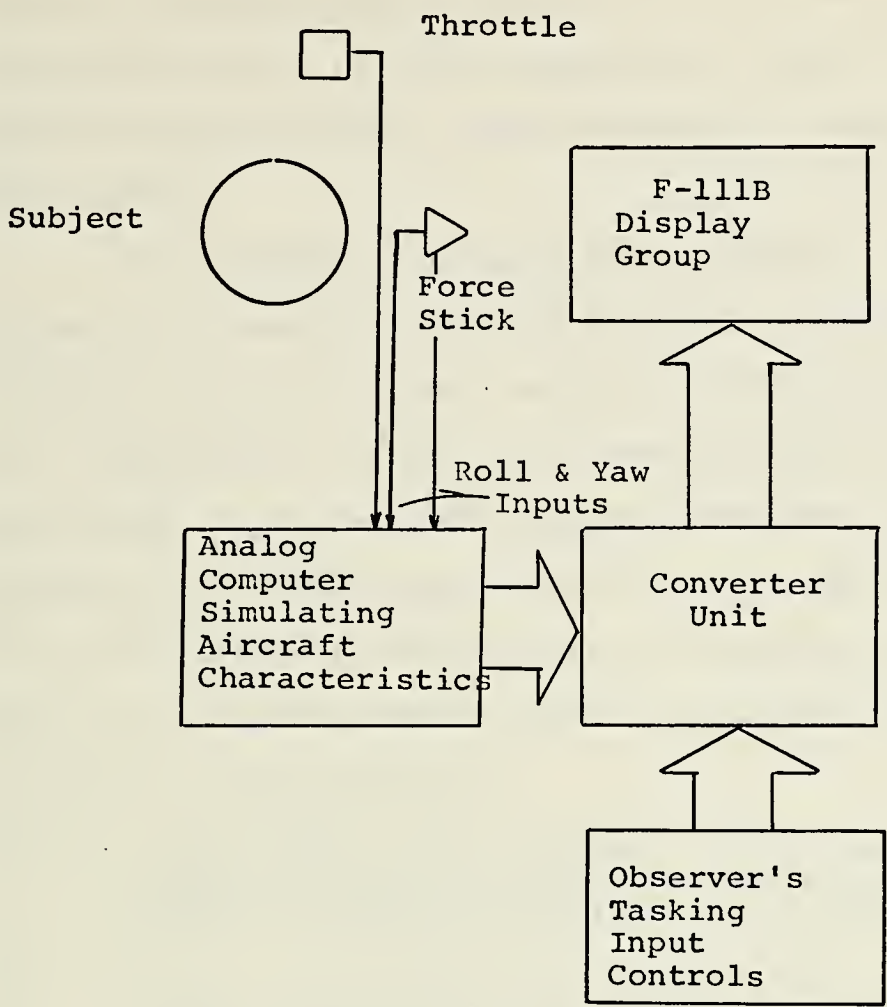 Throttle
Subject
F-111B
Display
Group
Force
Stick
Roll & Yaw
Inputs
Analog
Computer
Simulating
Aircraft
Characteristics
Converter
Unit
Observer's
Tasking
Input
Controls